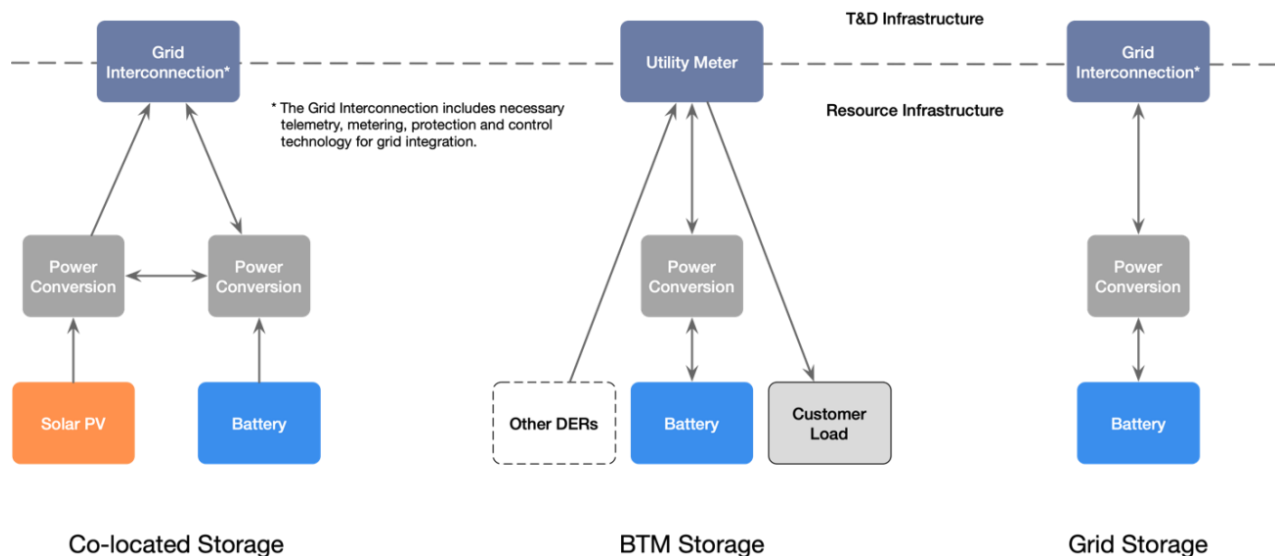 T&D Infrastructure
Grid
Interconnection*
Utility Meter
Grid
Interconnection*
* The Grid Interconnection includes necessary
telemetry, metering, protection and control
technology for grid integration.
Resource Infrastructure
Power
Conversion
Power
Conversion
Power
Conversion
Power
Conversion
Solar PV
Battery
Other DERs
Battery
Customer
Load
Battery
Co-located Storage
BTM Storage
Grid Storage